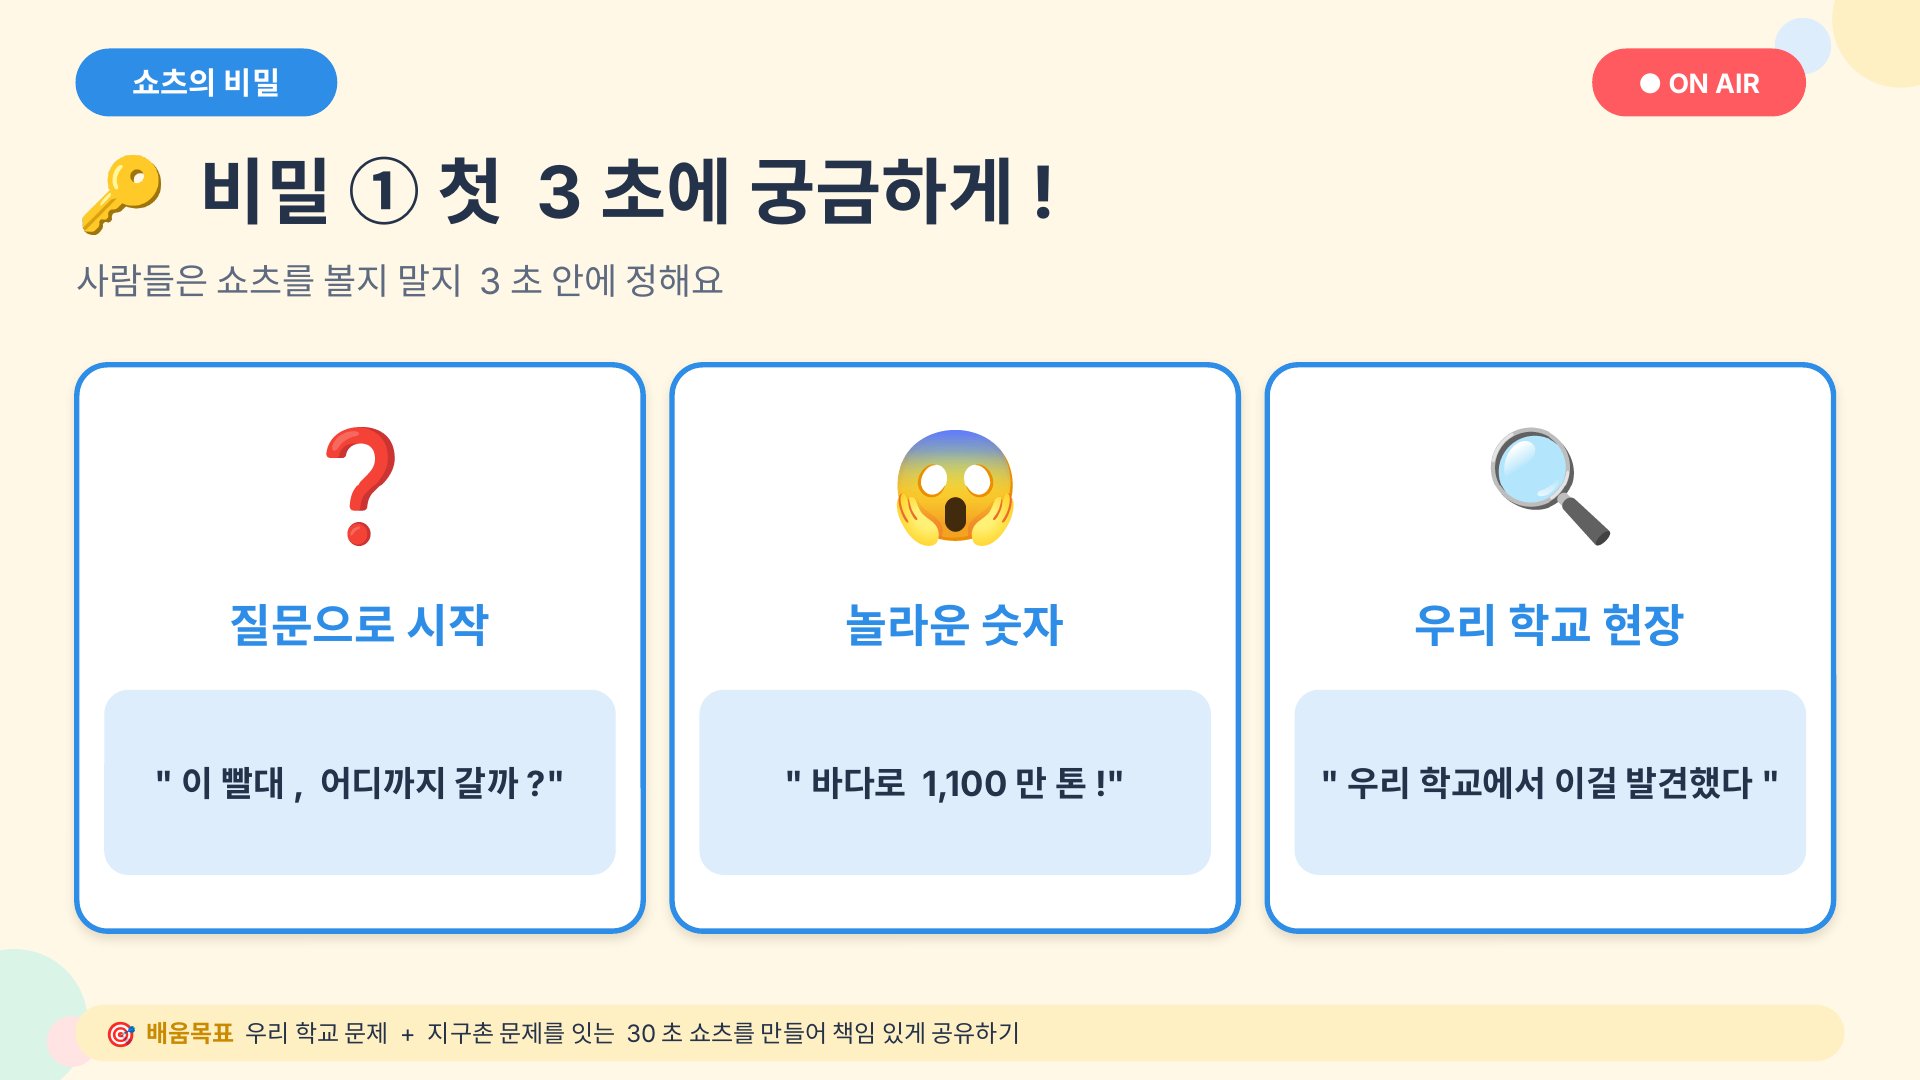 쇼츠의 비밀
ON AIR
비밀 ① 첫 3 초에 궁금하게 !
사람들은 쇼츠를 볼지 말지 3 초 안에 정해요
질문으로 시작
" 이 빨대 , 어디까지 갈까 ?"
놀라운 숫자
" 바다로 1,100 만 톤 !"
우리 학교 현장
" 우리 학교에서 이걸 발견했다 "
배움목표 우리 학교 문제 + 지구촌 문제를 잇는 30 초 쇼츠를 만들어 책임 있게 공유하기